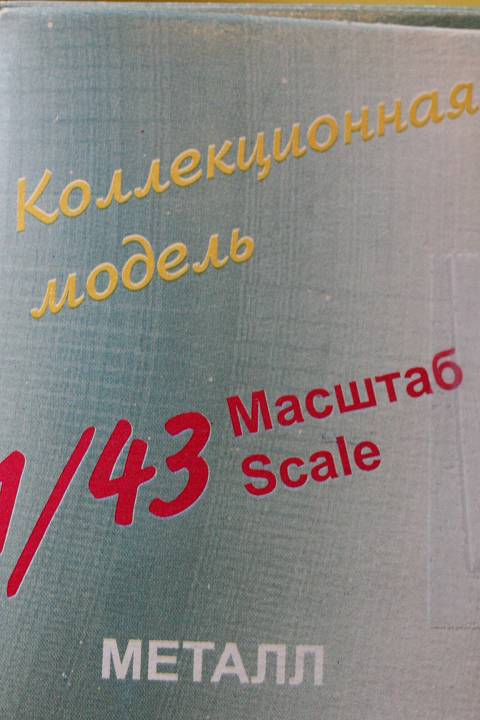 Коллекционная
модель
1/43 Масштаб
Scale
МЕТАЛЛ